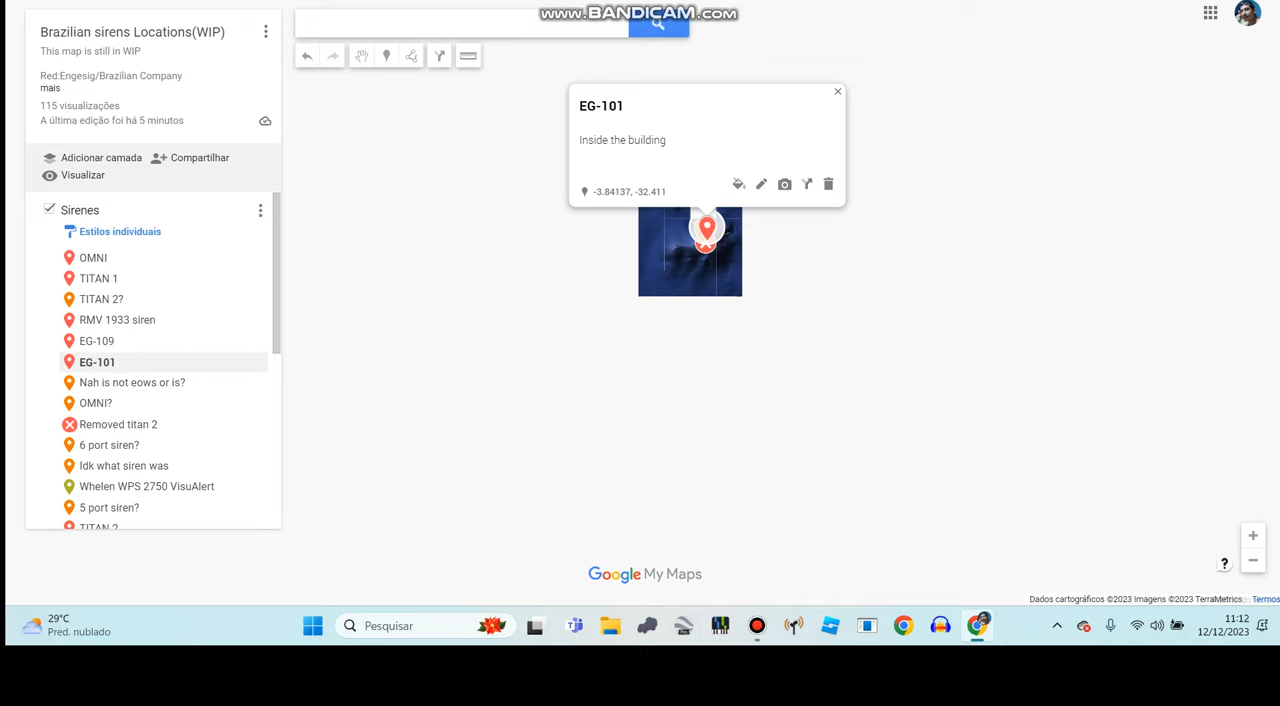 www.BANDICAM.com
Brazilian sirens Locations(WIP)
This map is still in WIP
Red:Engesig/Brazilian Company
mais
115 visualizações
A última edição foi há 5 minutos
Adicionar camada
Compartilhar
Visualizar
Sirenes
Estilos individuais
OMNI
TITAN 1
TITAN 2?
RMV 1933 siren
EG-109
EG-101
Nah is not eows or is?
OMNI?
Removed titan 2
6 port siren?
Idk what siren was
Whelen WPS 2750 VisuAlert
5 port siren?
TITAN 2
EG-101
Inside the building
-3.84137, -32.411
Google My Maps
?
Dados cartográficos ©2023 Imagens ©2023 TerraMetrics
Termos
29°C
Pred. nublado
Pesquisar
11:12
12/12/2023